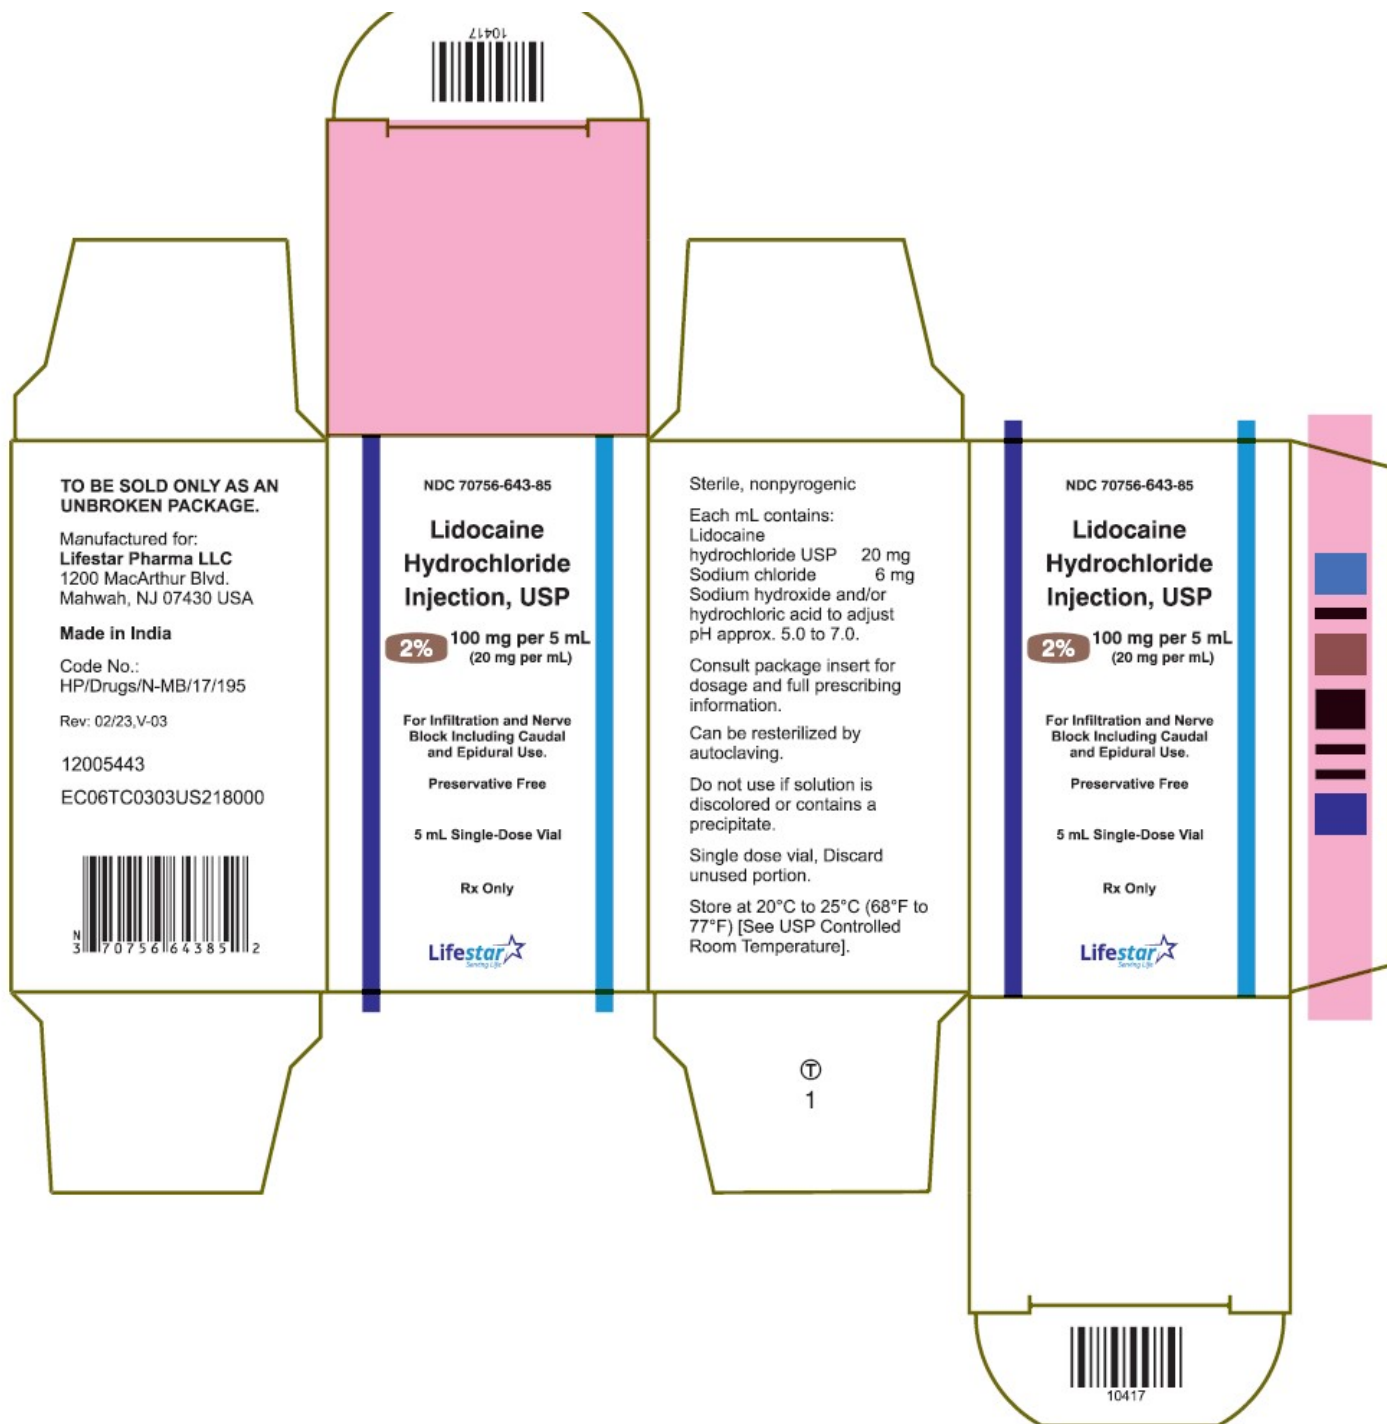 10417
TO BE SOLD ONLY AS AN
UNBROKEN PACKAGE.
Manufactured for:
Lifestar Pharma LLC
1200 MacArthur Blvd.
Mahwah, NJ 07430 USA
Made in India
Code No.:
HP/Drugs/N-MB/17/195
Rev: 02/23,V-03
12005443
EC06TC0303US218000
N
3 70756 64385 2
NDC 70756-643-85
Lidocaine
Hydrochloride
Injection, USP
2% 100 mg per 5 mL
(20 mg per mL)
For Infiltration and Nerve
Block Including Caudal
and Epidural Use.
Preservative Free
5 mL Single-Dose Vial
Rx Only
Lifestar
Serving Life
Sterile, nonpyrogenic
Each mL contains:
Lidocaine
hydrochloride USP 20 mg
Sodium chloride 6 mg
Sodium hydroxide and/or
hydrochloric acid to adjust
pH approx. 5.0 to 7.0.
Consult package insert for
dosage and full prescribing
information.
Can be resterilized by
autoclaving.
Do not use if solution is
discolored or contains a
precipitate.
Single dose vial, Discard
unused portion.
Store at 20°C to 25°C (68°F to
77°F) [See USP Controlled
Room Temperature].
T
1
NDC 70756-643-85
Lidocaine
Hydrochloride
Injection, USP
2% 100 mg per 5 mL
(20 mg per mL)
For Infiltration and Nerve
Block Including Caudal
and Epidural Use.
Preservative Free
5 mL Single-Dose Vial
Rx Only
Lifestar
Serving Life
10417